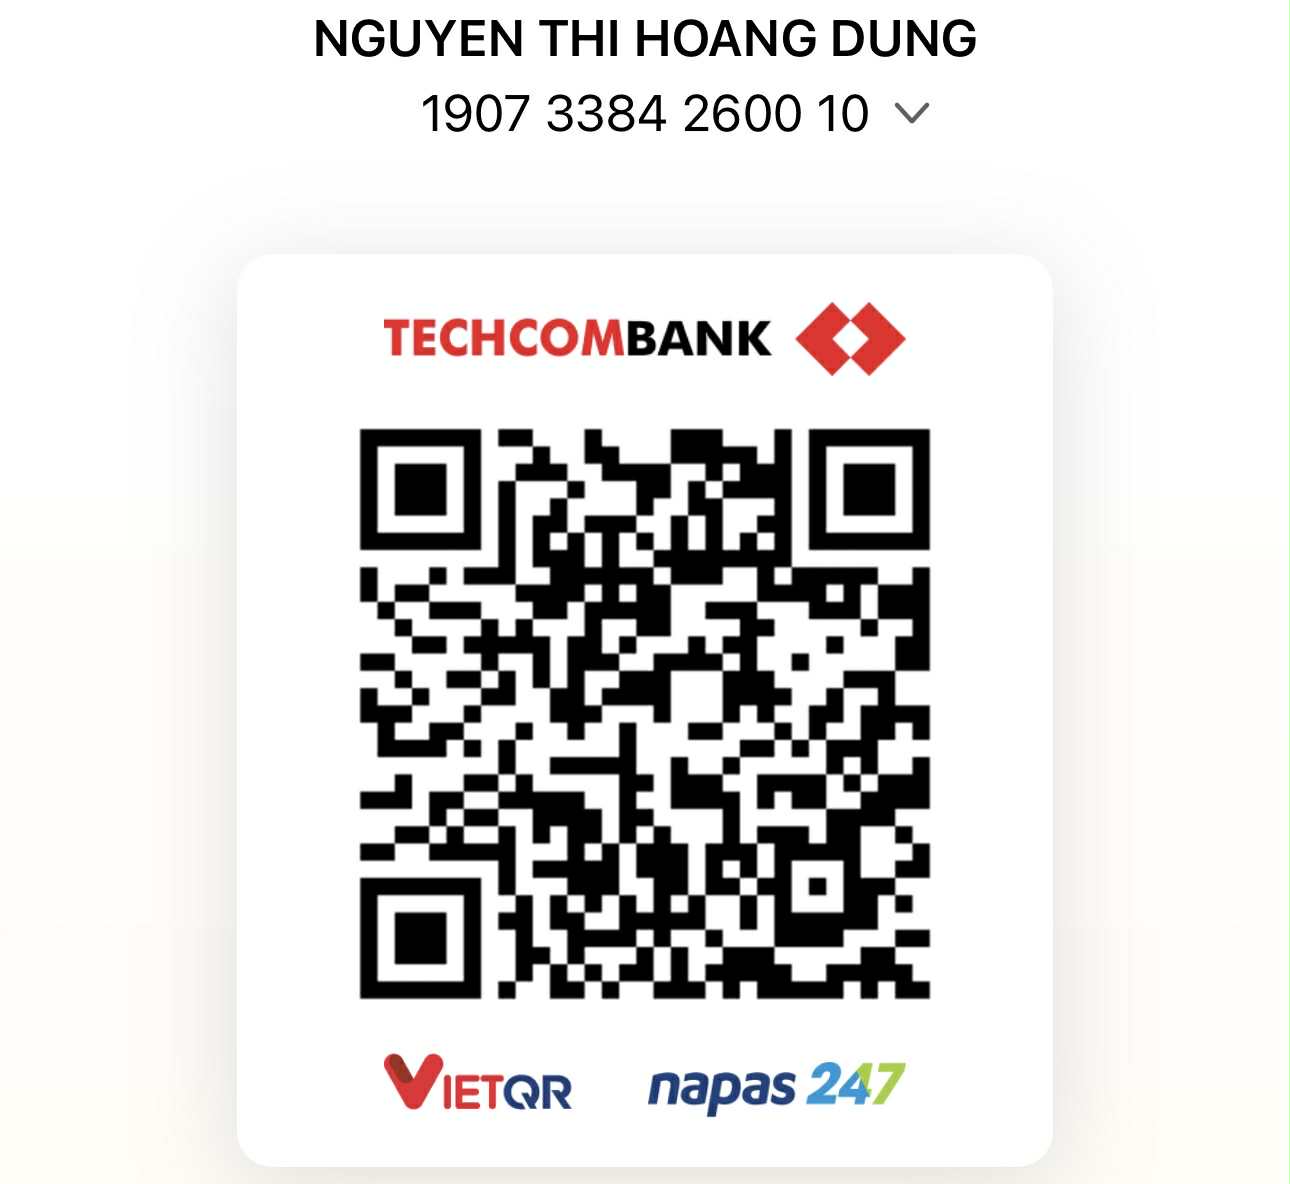 NGUYEN THI HOANG DUNG
1907 3384 2600 10
TECHCOMBANK
VIETQR
napas 247